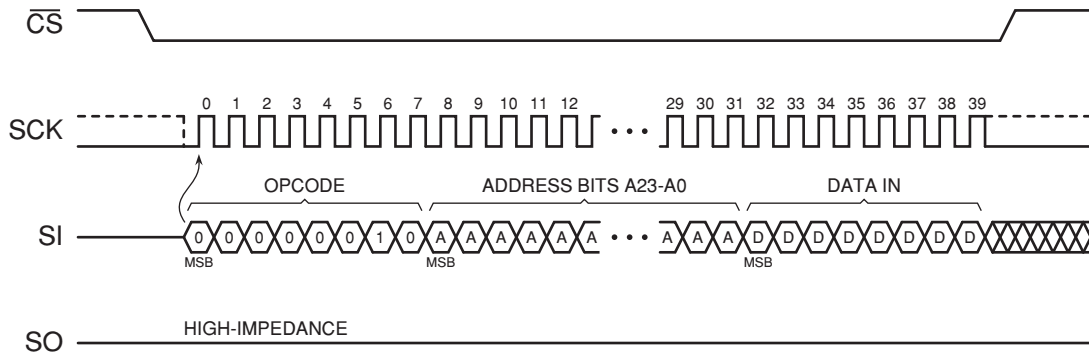 CS
0 1 2 3 4 5 6 7 8 9 10 11 12 29 30 31 32 33 34 35 36 37 38 39
SCK
OPCODE ADDRESS BITS A23-A0 DATA IN
SI 0 0 0 0 0 0 1 0 A A A A A A A A A D D D D D D D D
MSB MSB MSB
HIGH-IMPEDANCE
SO